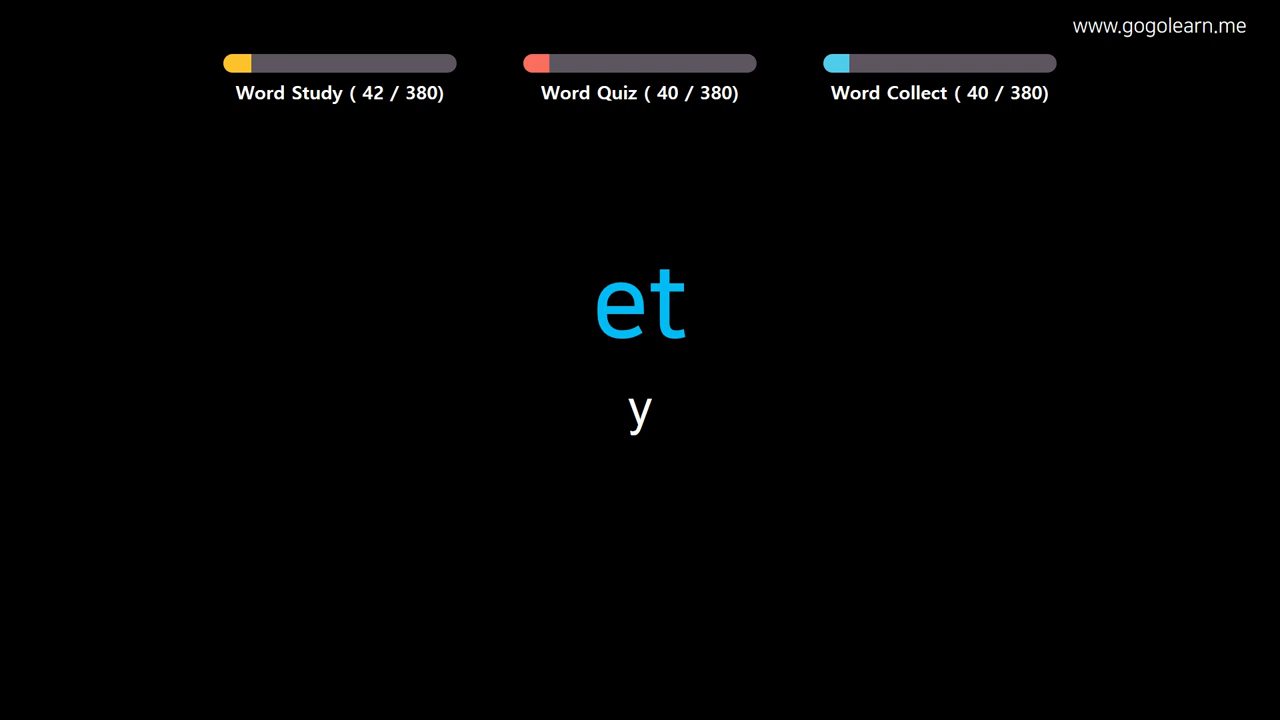 www.gogolearn.me
Word Study ( 42 / 380)
Word Quiz ( 40 / 380)
Word Collect ( 40 / 380)
et
y